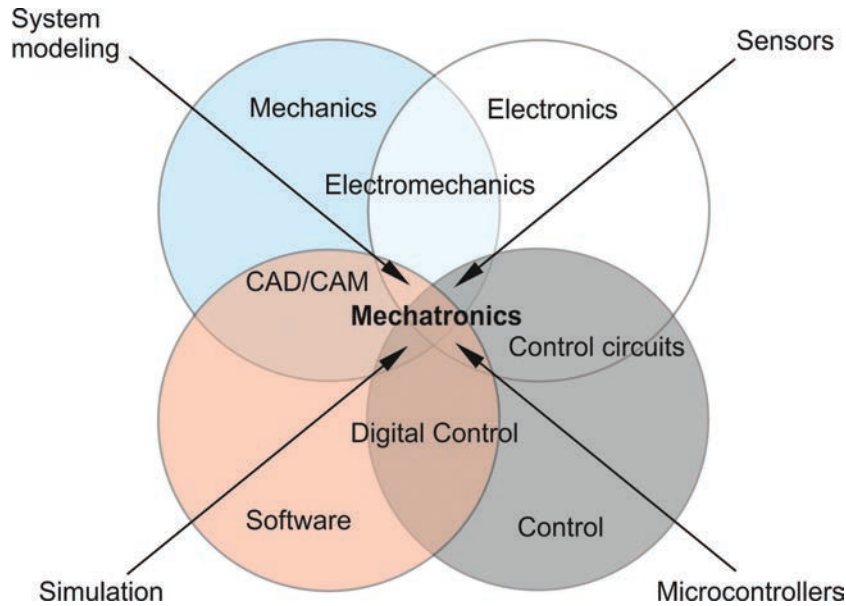 System
modeling
Sensors
Mechanics
Electronics
Electromechanics
CAD/CAM
Mechatronics
Control circuits
Digital Control
Software
Control
Simulation
Microcontrollers